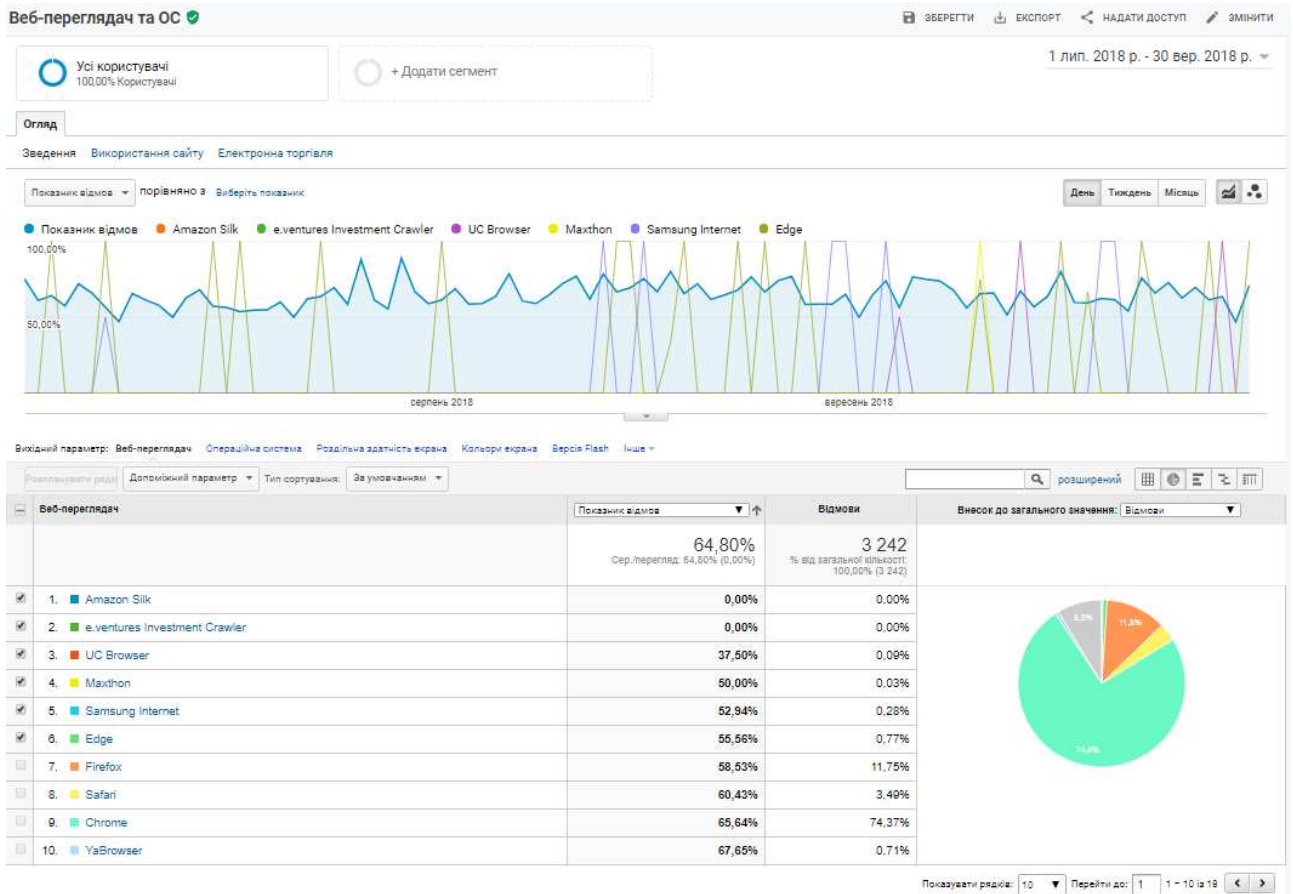 Веб-переглядач та ОС
ЗБЕРЕГТИ ЕКСПОРТ НАДАТИ ДОСТУП ЗМІНИТИ
1 лип. 2018 р. - 30 вер. 2018 р.
Усі користувачі
100,00% Користувачі
+ Додати сегмент
Огляд
Зведення Використання сайту Електронна торгівля
Показник відмов порівняно з Виберіть показник
День Тиждень Місяць
Показник відмов Amazon Silk e.ventures Investment Crawler UC Browser Maxthon Samsung Internet Edge
100,00%
50,00%
серпень 2018 вересень 2018
Вихідний параметр: Веб-переглядач Операційна система Роздільна здатність екрана Кольори екрана Версія Flash Інше
Допоміжний параметр Тип сортування: За умовчанням
розширений
Веб-переглядач Показник відмов Відмови Внесок до загального значення: Відмови
64,80% 3 242
Сер./перегляд: 64,80% (0,00%) % від загальної кількості:
100,00% (3 242)
1. Amazon Silk 0,00% 0,00%
2. e.ventures Investment Crawler 0,00% 0,00%
3. UC Browser 37,50% 0,09%
4. Maxthon 50,00% 0,03%
5. Samsung Internet 52,94% 0,28%
6. Edge 55,56% 0,77%
7. Firefox 58,53% 11,75%
8. Safari 60,43% 3,49%
9. Chrome 65,64% 74,37%
10. YaBrowser 67,65% 0,71%
8,5% 11,8%
74,4%
Показувати рядків: 10 Перейти до: 1 1 – 10 із 19